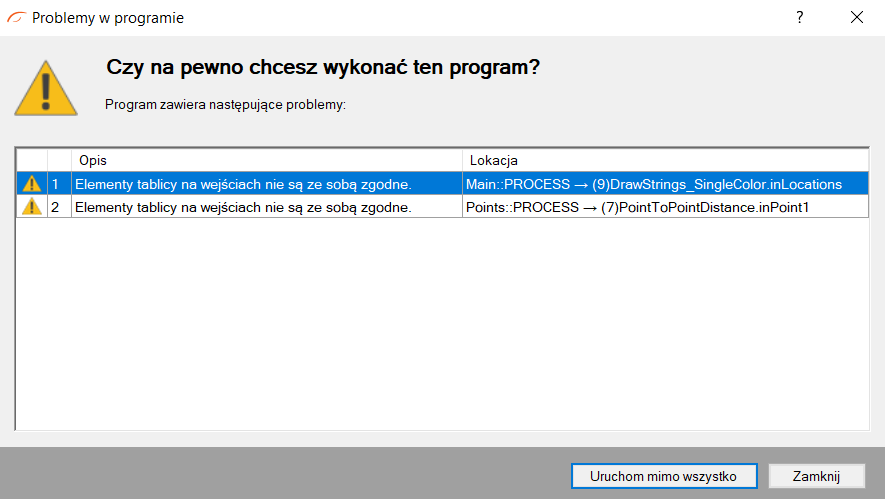 Problemy w programie
?
Czy na pewno chcesz wykonać ten program?
Program zawiera następujące problemy:
Opis Lokacja
1 Elementy tablicy na wejściach nie są ze sobą zgodne. Main::PROCESS → (9)DrawStrings_SingleColor.inLocations
2 Elementy tablicy na wejściach nie są ze sobą zgodne. Points::PROCESS → (7)PointToPointDistance.inPoint1
Uruchom mimo wszystko Zamknij